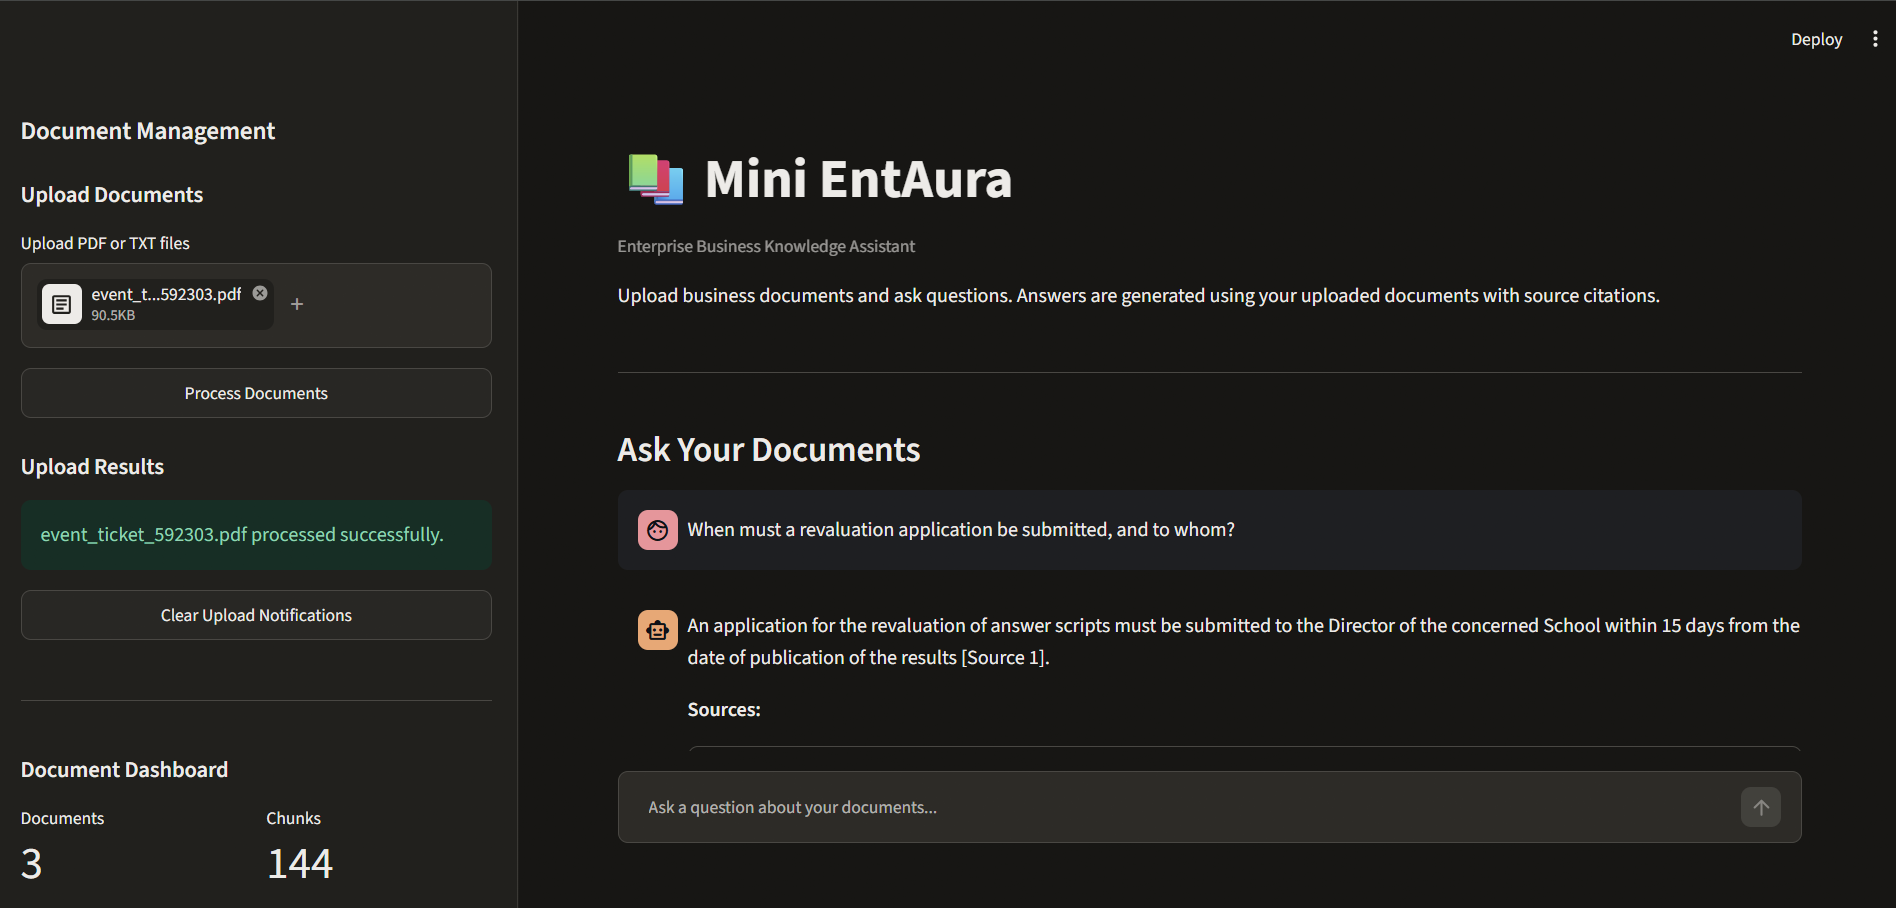 Deploy
Document Management
Upload Documents
Upload PDF or TXT files
event_t...592303.pdf
90.5KB
Process Documents
Upload Results
event_ticket_592303.pdf processed successfully.
Clear Upload Notifications
Document Dashboard
Documents
Chunks
3
144
Mini EntAura
Enterprise Business Knowledge Assistant
Upload business documents and ask questions. Answers are generated using your uploaded documents with source citations.
Ask Your Documents
When must a revaluation application be submitted, and to whom?
An application for the revaluation of answer scripts must be submitted to the Director of the concerned School within 15 days from the
date of publication of the results [Source 1].
Sources:
Ask a question about your documents...